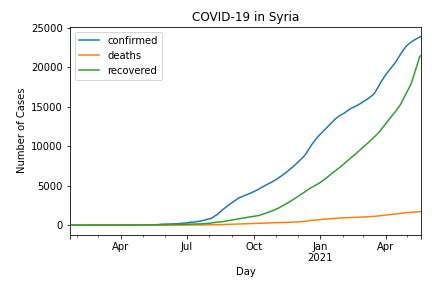 COVID-19 in Syria
25000
20000
15000
10000
5000
0
Number of Cases
confirmed
deaths
recovered
Apr
Jul
Oct
Jan
2021
Apr
Day